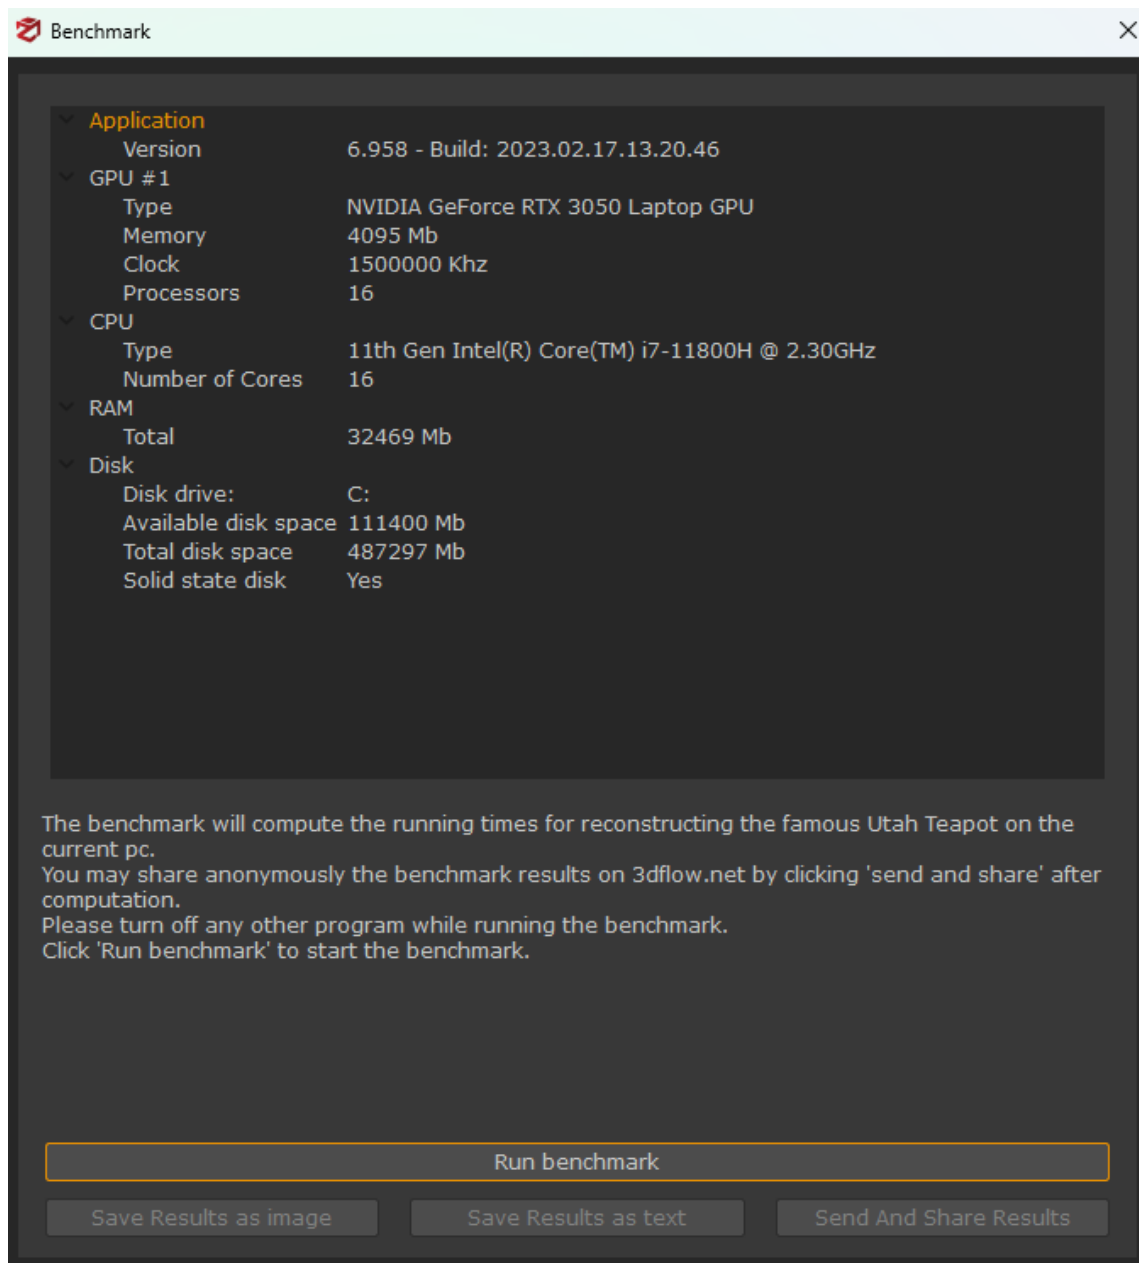 Benchmark
Application
Version 6.958 - Build: 2023.02.17.13.20.46
GPU #1
Type NVIDIA GeForce RTX 3050 Laptop GPU
Memory 4095 Mb
Clock 1500000 Khz
Processors 16
CPU
Type 11th Gen Intel(R) Core(TM) i7-11800H @ 2.30GHz
Number of Cores 16
RAM
Total 32469 Mb
Disk
Disk drive: C:
Available disk space 111400 Mb
Total disk space 487297 Mb
Solid state disk Yes
The benchmark will compute the running times for reconstructing the famous Utah Teapot on the
current pc.
You may share anonymously the benchmark results on 3dflow.net by clicking 'send and share' after
computation.
Please turn off any other program while running the benchmark.
Click 'Run benchmark' to start the benchmark.
Run benchmark
Save Results as image Save Results as text Send And Share Results